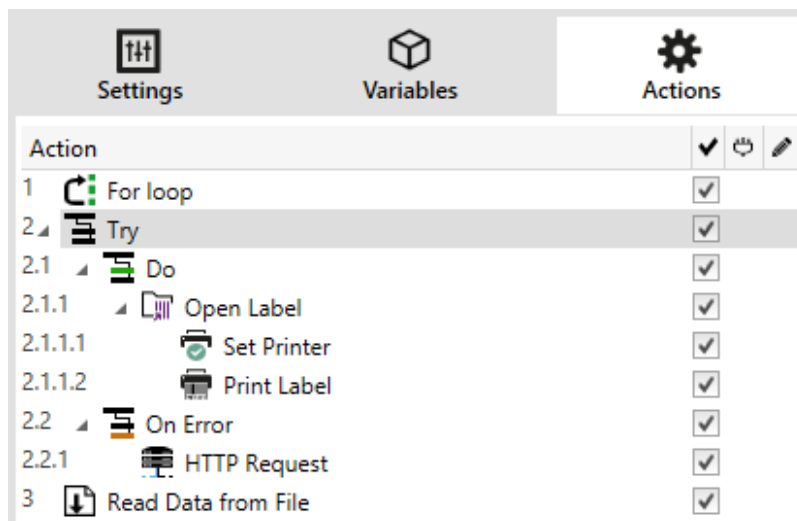 Settings Variables Actions
Action
1 For loop
2 Try
2.1 Do
2.1.1 Open Label
2.1.1.1 Set Printer
2.1.1.2 Print Label
2.2 On Error
2.2.1 HTTP Request
3 Read Data from File